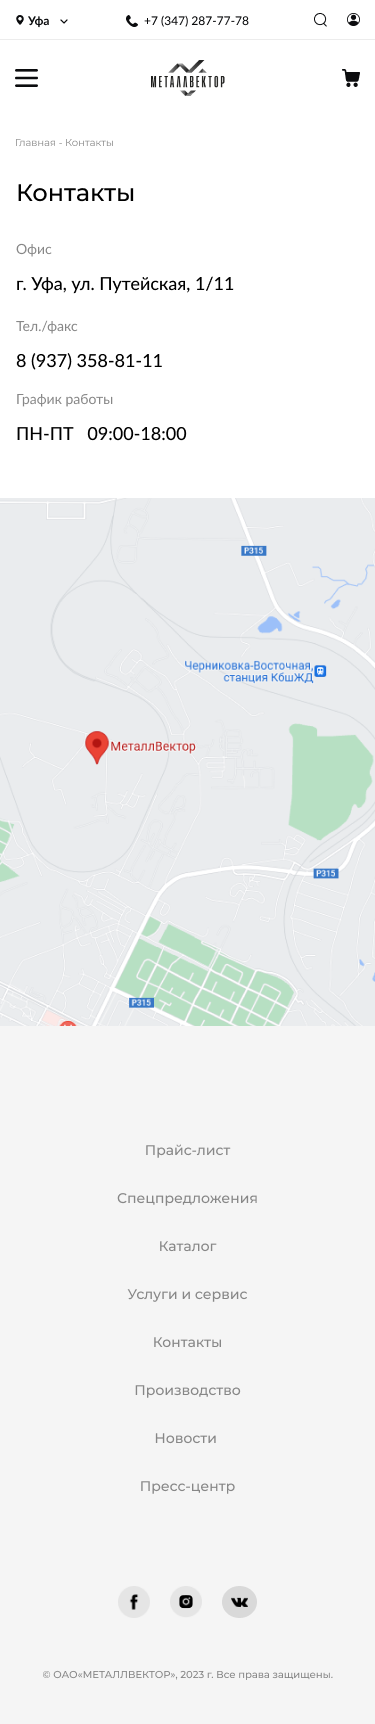 Уфа
+7 (347) 287-77-78
МЕТАЛЛВЕКТОР
Главная - Контакты
Контакты
Офис
г. Уфа, ул. Путейская, 1/11
Тел./факс
8 (937) 358-81-11
График работы
ПН-ПТ 09:00-18:00
Р315
Черниковка-Восточная,
станция КбшЖД
МеталлВектор
Р315
Р315
Прайс-лист
Спецпредложения
Каталог
Услуги и сервис
Контакты
Производство
Новости
Пресс-центр
© ОАО«МЕТАЛЛВЕКТОР», 2023 г. Все права защищены.